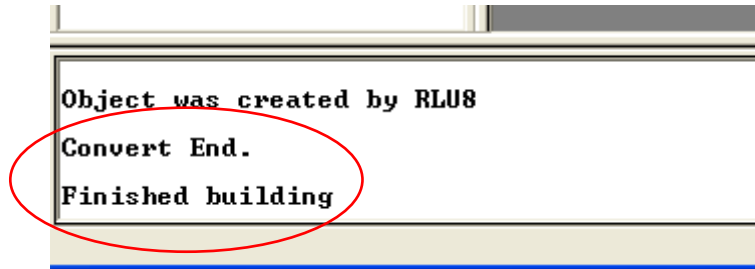 Object was created by RLU8
Convert End.
Finished building